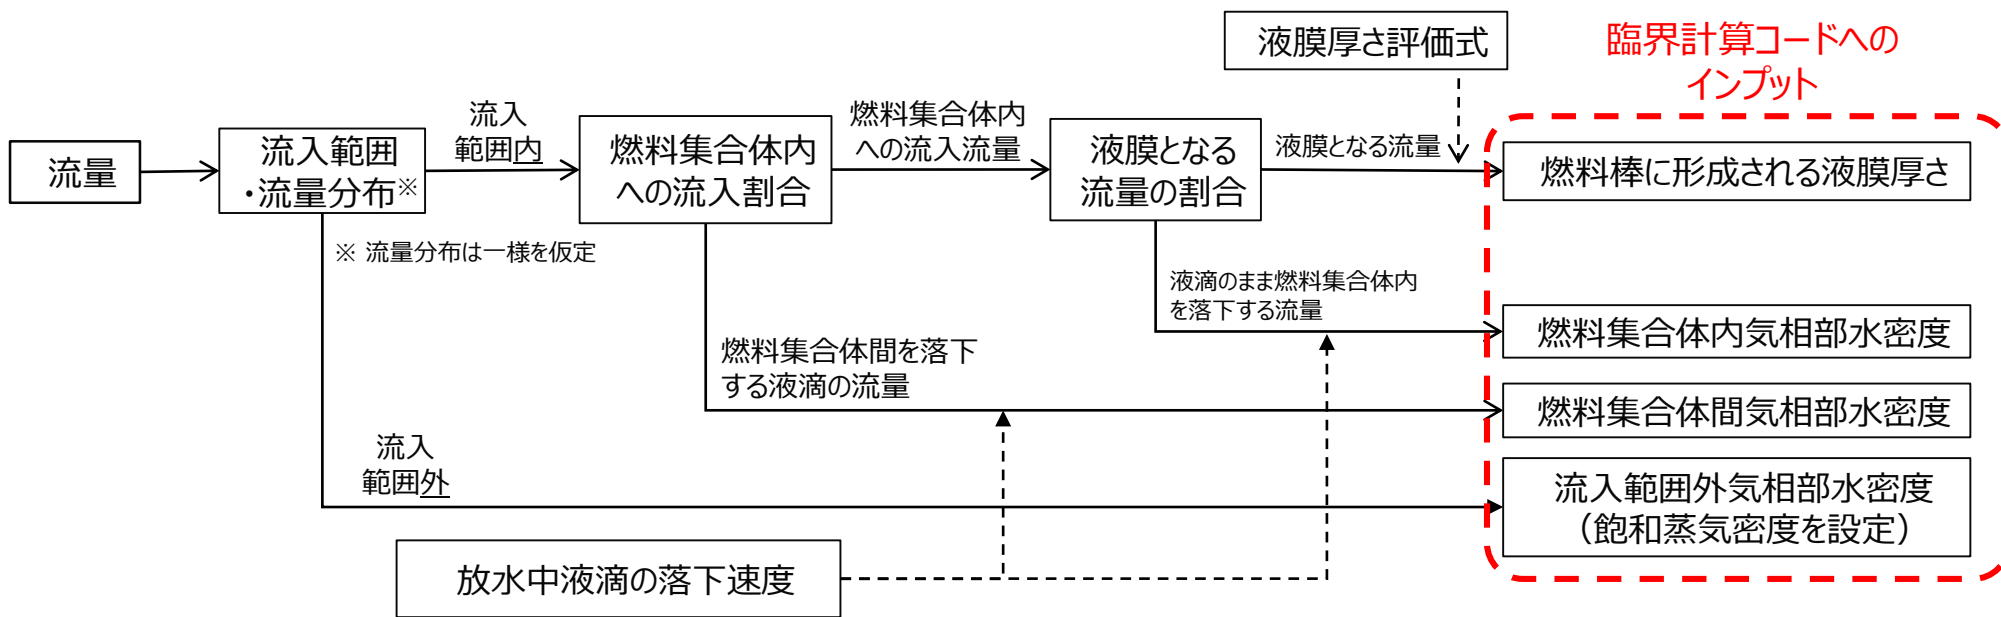 液膜厚さ評価式
臨界計算コードへの
インプット
流量
流入範囲
・流量分布※
流入
範囲内
燃料集合体内
への流入割合
燃料集合体内
への流入流量
液膜となる
流量の割合
液膜となる流量
燃料棒に形成される液膜厚さ
※ 流量分布は一様を仮定
液滴のまま燃料集合体内
を落下する流量
燃料集合体内気相部水密度
燃料集合体間を落下
する液滴の流量
燃料集合体間気相部水密度
流入
範囲外
流入範囲外気相部水密度
（飽和蒸気密度を設定）
放水中液滴の落下速度